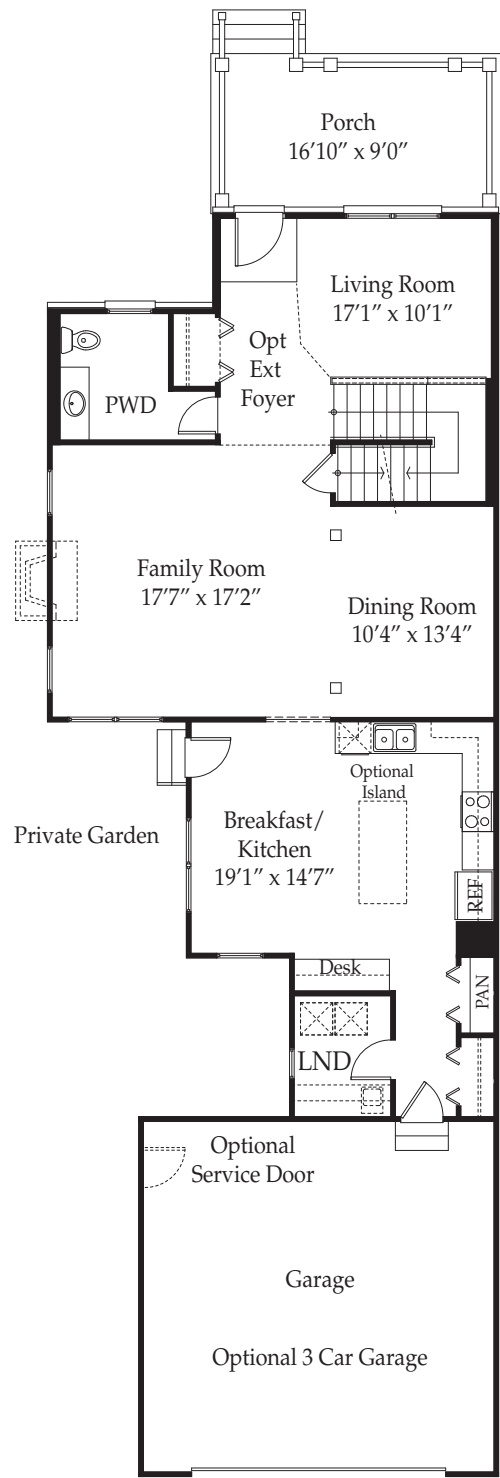 Porch
16′10″ x 9′0″
Living Room
17′1″ x 10′1″
Opt
Ext
Foyer
PWD
Family Room
17′7″ x 17′2″
Dining Room
10′4″ x 13′4″
Optional
Island
Private Garden
Breakfast/
Kitchen
19′1″ x 14′7″
REF
Desk
PAN
LND
Optional
Service Door
Garage
Optional 3 Car Garage